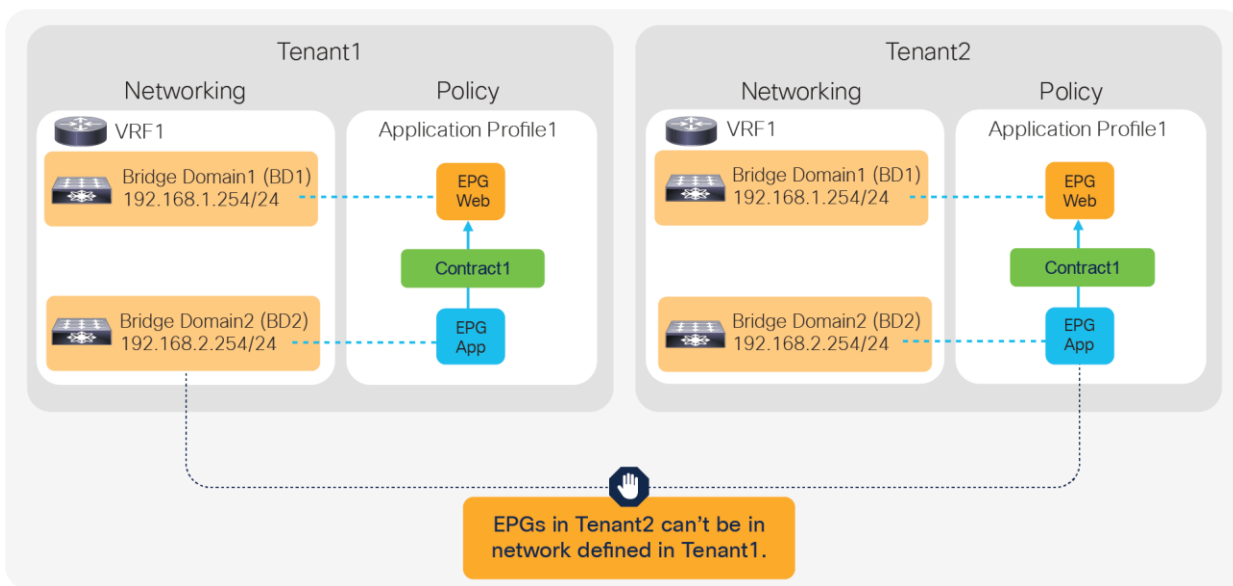 Tenant1
Networking
Policy
VRF1
Application Profile1
Bridge Domain1 (BD1)
192.168.1.254/24
EPG
Web
Contract1
Bridge Domain2 (BD2)
192.168.2.254/24
EPG
App
Tenant2
Networking
Policy
VRF1
Application Profile1
Bridge Domain1 (BD1)
192.168.1.254/24
EPG
Web
Contract1
Bridge Domain2 (BD2)
192.168.2.254/24
EPG
App
EPGs in Tenant2 can’t be in
network defined in Tenant1.